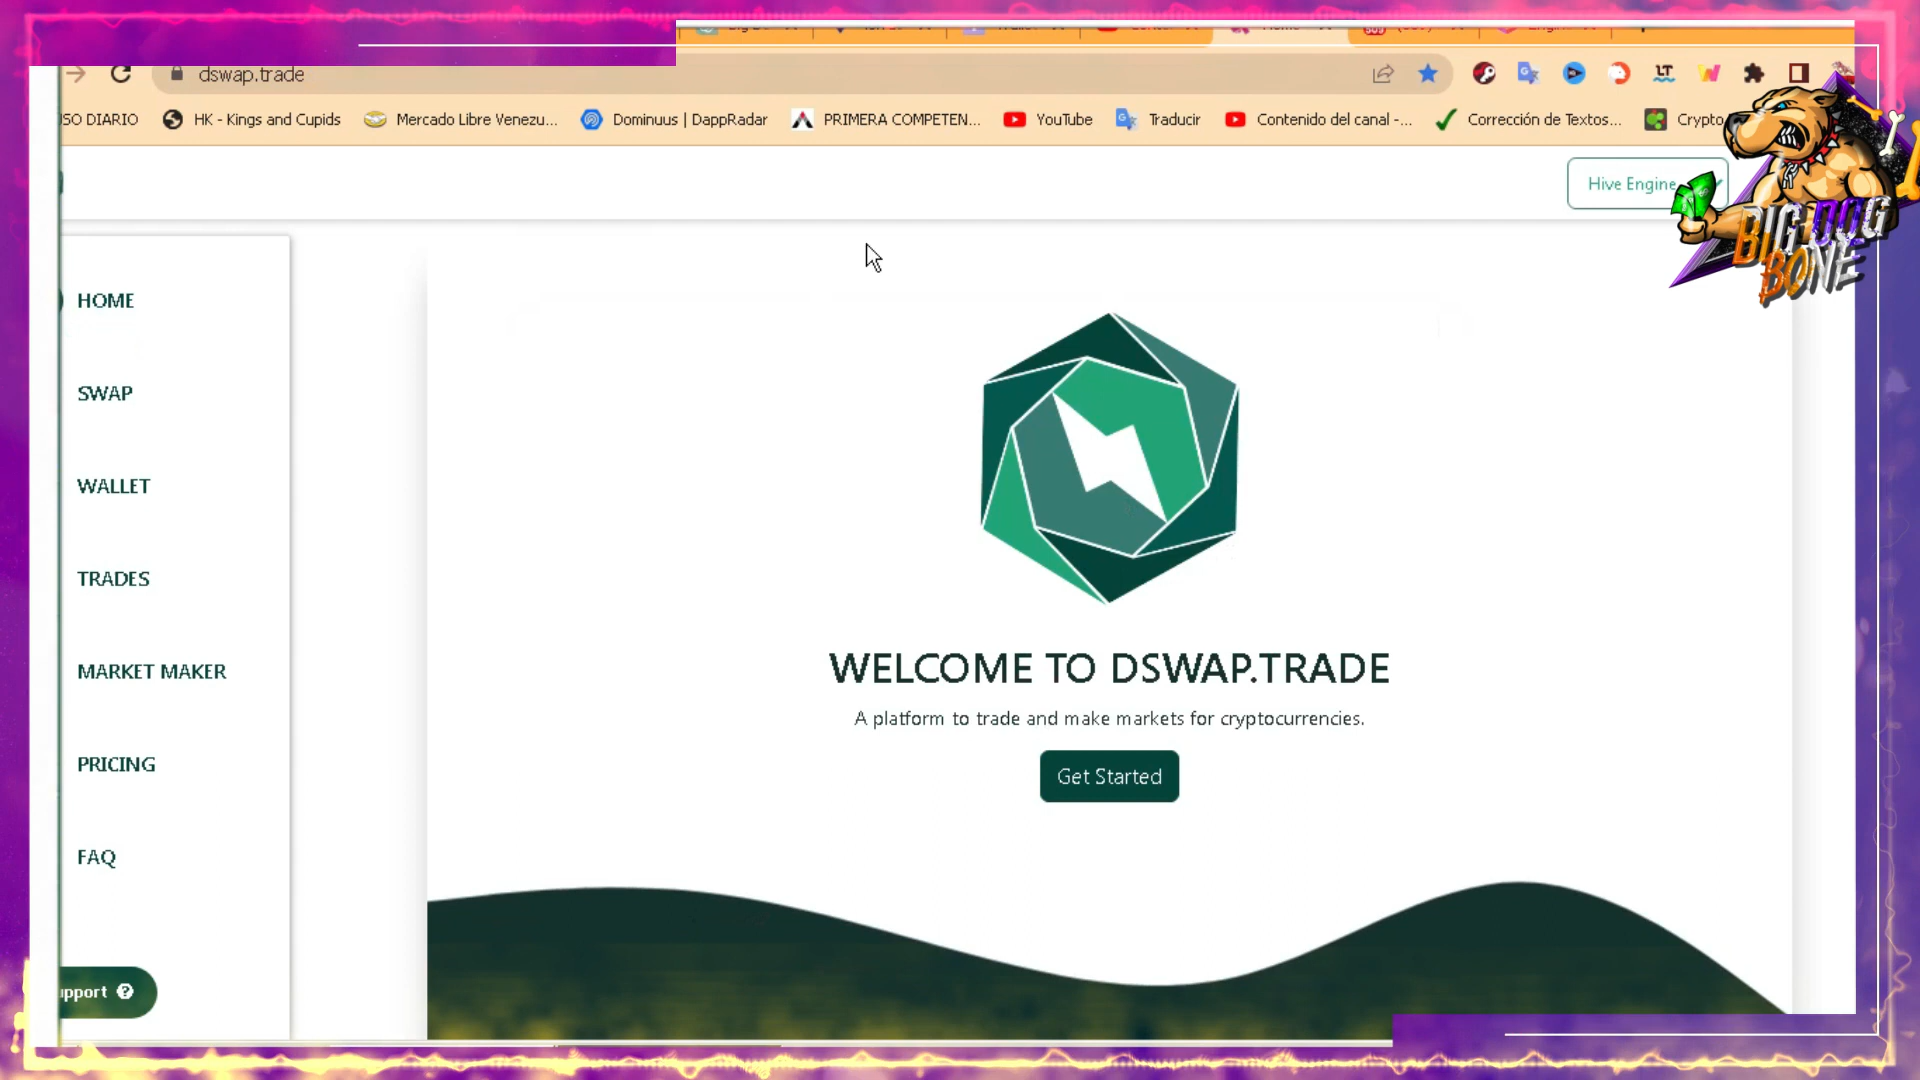 dswap.trade
SO DIARIO HK - Kings and Cupids Mercado Libre Venezu... Dominuus | DappRadar PRIMERA COMPETEN... YouTube Traducir Contenido del canal -... Corrección de Textos... Crypto
Hive Engine
BIG DOG
BONE
HOME
SWAP
WALLET
TRADES
MARKET MAKER
PRICING
FAQ
upport
WELCOME TO DSWAP.TRADE
A platform to trade and make markets for cryptocurrencies.
Get Started